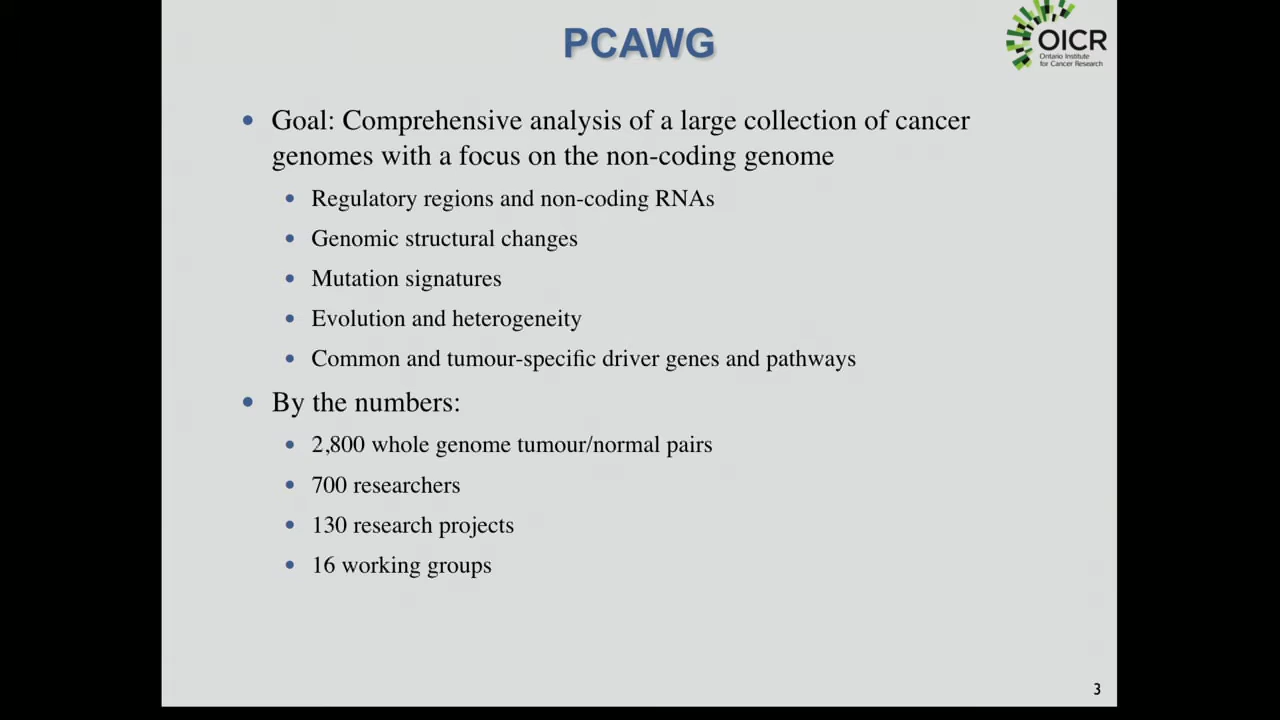 PCAWG
OICR
Ontario Institute
for Cancer Research
• Goal: Comprehensive analysis of a large collection of cancer
genomes with a focus on the non-coding genome
• Regulatory regions and non-coding RNAs
• Genomic structural changes
• Mutation signatures
• Evolution and heterogeneity
• Common and tumour-specific driver genes and pathways
• By the numbers:
• 2,800 whole genome tumour/normal pairs
• 700 researchers
• 130 research projects
• 16 working groups
3